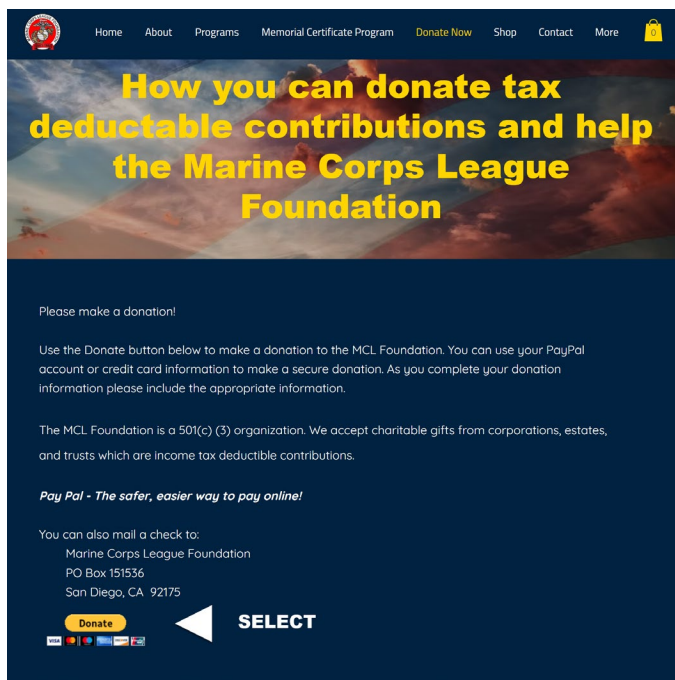 Home About Programs Memorial Certificate Program Donate Now Shop Contact More 0
How you can donate tax
deductable contributions and help
the Marine Corps League
Foundation
Please make a donation!
Use the Donate button below to make a donation to the MCL Foundation. You can use your PayPal
account or credit card information to make a secure donation. As you complete your donation
information please include the appropriate information.
The MCL Foundation is a 501(c) (3) organization. We accept charitable gifts from corporations, estates,
and trusts which are income tax deductible contributions.
Pay Pal - The safer, easier way to pay online!
You can also mail a check to:
Marine Corps League Foundation
PO Box 151536
San Diego, CA 92175
Donate
SELECT
VISA